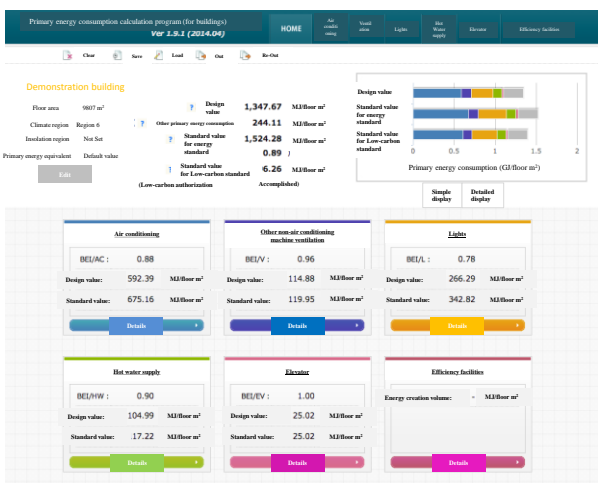 Primary energy consumption calculation program (for buildings)
Ver 1.9.1 (2014.04)
HOME
Air
conditi
oning
Ventil
ation
Lights
Hot
Water
supply
Elevator
Efficiency facilities
Clear
Save
Load
Out
Re-Out
Demonstration building
Floor area 9807 m²
Climate region Region 6
Insolation region Not Set
Primary energy equivalent Default value
Edit
? Design
value 1,347.67 MJ/floor m²
? Other primary energy consumption 244.11 MJ/floor m²
? Standard value
for energy
standard 1,524.28 MJ/floor m²
0.89 )
Standard value
for Low-carbon standard 6.26 MJ/floor m²
(Low-carbon authorization Accomplished)
Design value
Standard value
for energy
standard
Standard value
for Low-carbon
standard
0 0.5 1 1.5 2
Primary energy consumption (GJ/floor m²)
Simple
display
Detailed
display
Air conditioning
BEI/AC : 0.88
Design value: 592.39 MJ/floor m²
Standard value: 675.16 MJ/floor m²
Details
Other non-air conditioning
machine ventilation
BEI/V : 0.96
Design value: 114.88 MJ/floor m²
Standard value: 119.95 MJ/floor m²
Details
Lights
BEI/L : 0.78
Design value: 266.29 MJ/floor m²
Standard value: 342.82 MJ/floor m²
Details
Hot water supply
BEI/HW : 0.90
Design value: 104.99 MJ/floor m²
Standard value: 17.22 MJ/floor m²
Details
Elevator
BEI/EV : 1.00
Design value: 25.02 MJ/floor m²
Standard value: 25.02 MJ/floor m²
Details
Efficiency facilities
Energy creation volume: - MJ/floor m²
Details